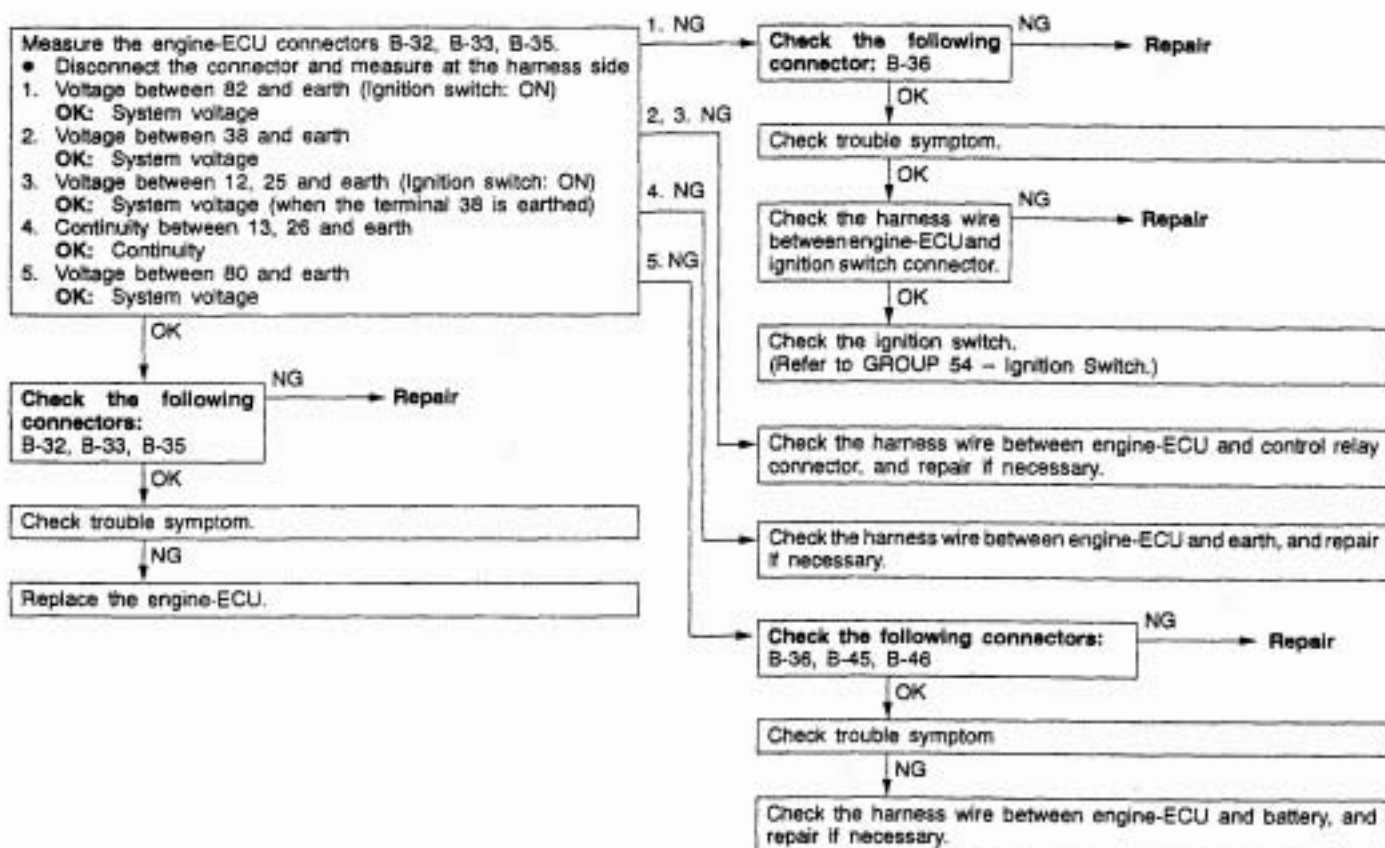 Measure the engine-ECU connectors B-32, B-33, B-35.
• Disconnect the connector and measure at the harness side
1. Voltage between 82 and earth (Ignition switch: ON)
OK: System voltage
2. Voltage between 38 and earth
OK: System voltage
3. Voltage between 12, 25 and earth (Ignition switch: ON)
OK: System voltage (when the terminal 38 is earthed)
4. Continuity between 13, 26 and earth
OK: Continuity
5. Voltage between 80 and earth
OK: System voltage
OK
Check the following
connectors:
B-32, B-33, B-35
NG
Repair
OK
Check trouble symptom.
NG
Replace the engine-ECU.
1. NG
Check the following
connector: B-36
NG
Repair
OK
Check trouble symptom.
OK
Check the harness wire
between engine-ECU and
ignition switch connector.
NG
Repair
OK
Check the ignition switch.
(Refer to GROUP 54 – Ignition Switch.)
2, 3. NG
Check the harness wire between engine-ECU and control relay
connector, and repair if necessary.
4. NG
Check the harness wire between engine-ECU and earth, and repair
if necessary.
5. NG
Check the following connectors:
B-36, B-45, B-46
NG
Repair
OK
Check trouble symptom
NG
Check the harness wire between engine-ECU and battery, and
repair if necessary.